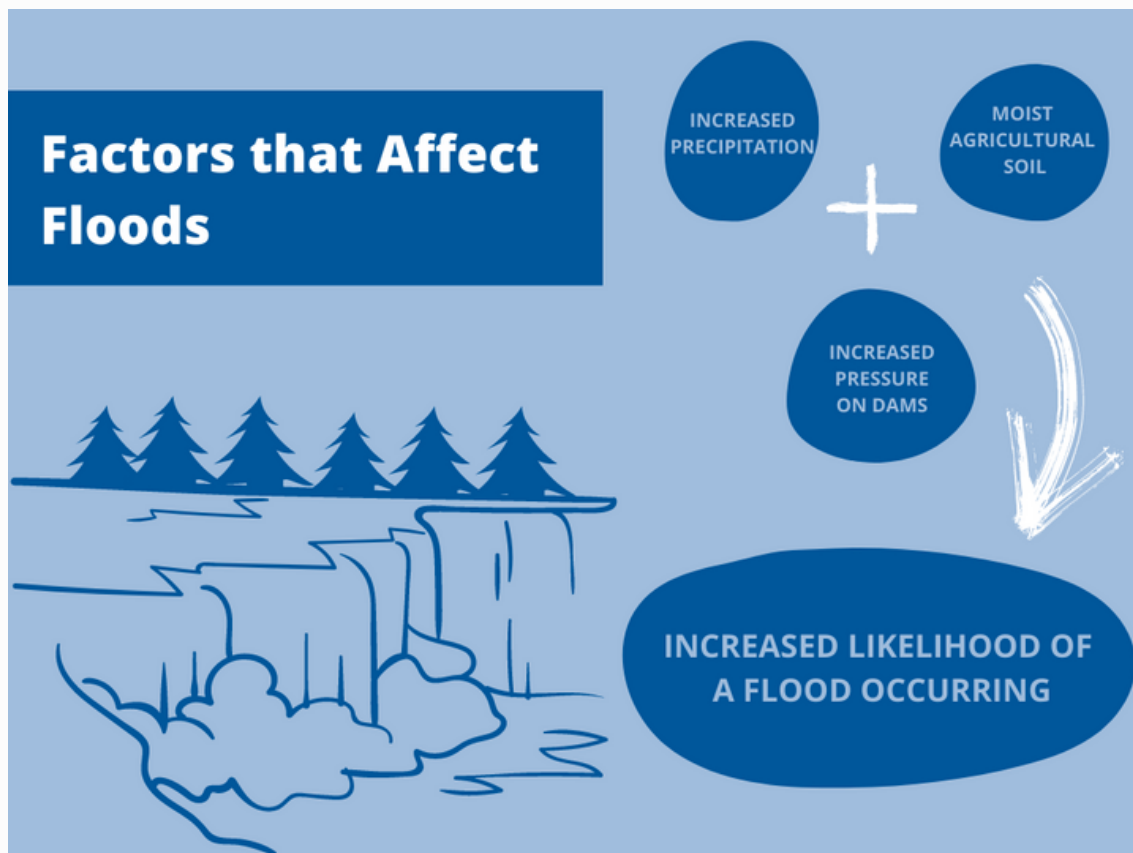 Factors that Affect
Floods
INCREASED
PRECIPITATION
MOIST
AGRICULTURAL
SOIL
INCREASED
PRESSURE
ON DAMS
INCREASED LIKELIHOOD OF
A FLOOD OCCURRING